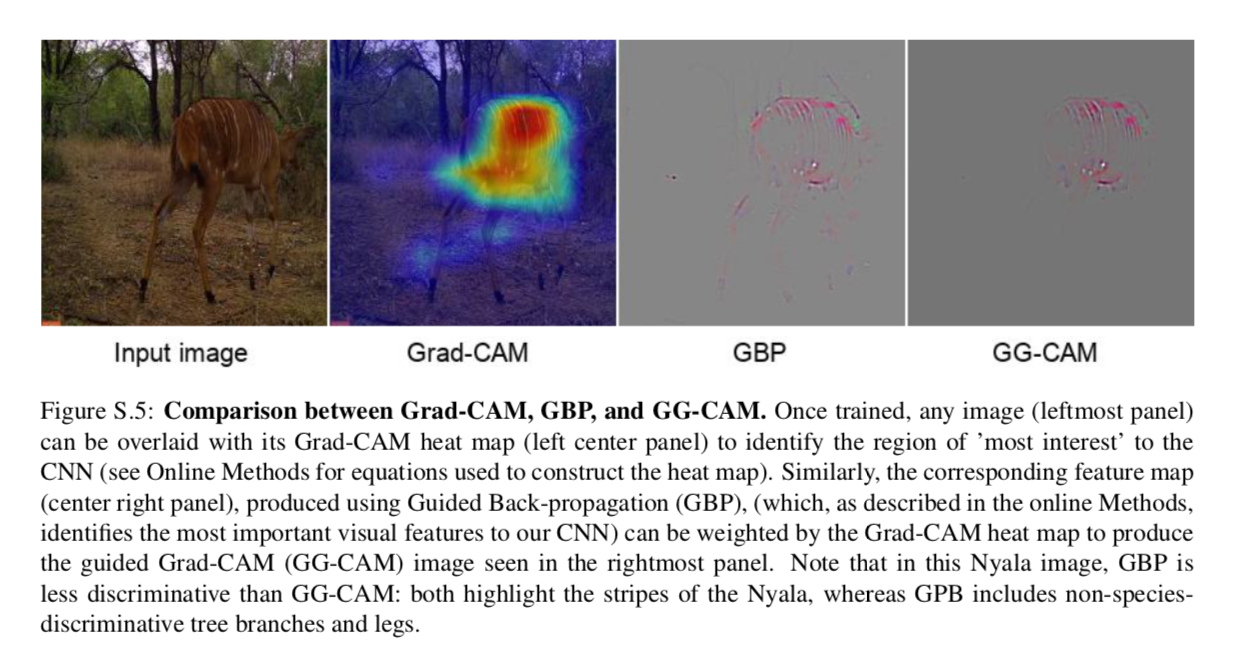 Input image Grad-CAM GBP GG-CAM
Figure S.5: Comparison between Grad-CAM, GBP, and GG-CAM. Once trained, any image (leftmost panel)
can be overlaid with its Grad-CAM heat map (left center panel) to identify the region of ’most interest’ to the
CNN (see Online Methods for equations used to construct the heat map). Similarly, the corresponding feature map
(center right panel), produced using Guided Back-propagation (GBP), (which, as described in the online Methods,
identifies the most important visual features to our CNN) can be weighted by the Grad-CAM heat map to produce
the guided Grad-CAM (GG-CAM) image seen in the rightmost panel. Note that in this Nyala image, GBP is
less discriminative than GG-CAM: both highlight the stripes of the Nyala, whereas GPB includes non-species-
discriminative tree branches and legs.